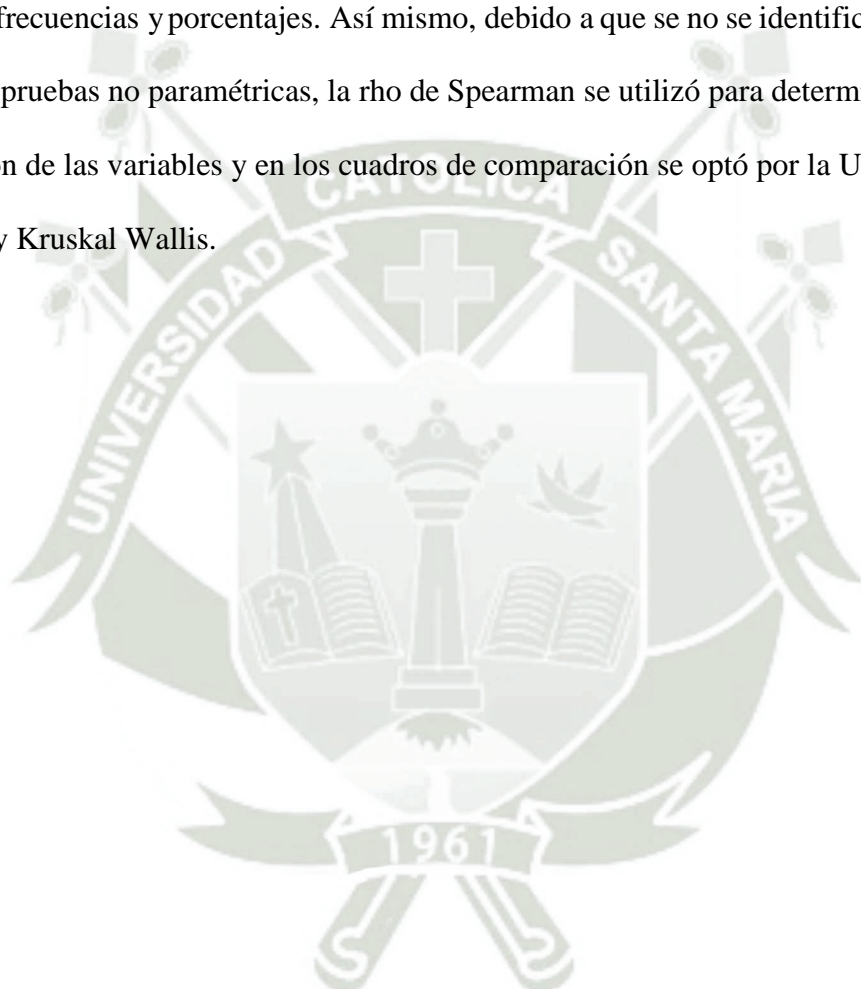 frecuencias y porcentajes. Así mismo, debido a que se no se identific
pruebas no paramétricas, la rho de Spearman se utilizó para determi
ón de las variables y en los cuadros de comparación se optó por la U
y Kruskal Wallis.
UNIVERSIDAD CATOLICA SANTA MARIA
1961